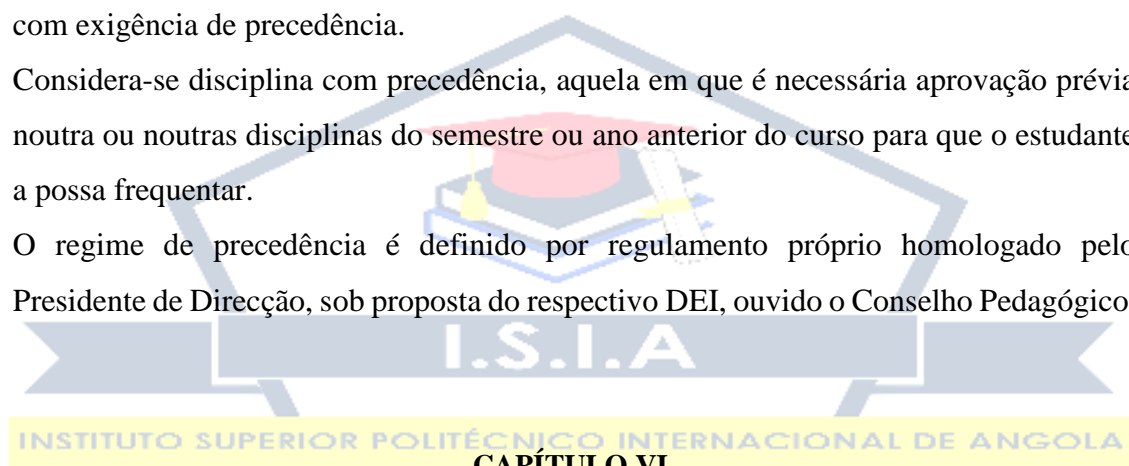 com exigência de precedência.
Considera-se disciplina com precedência, aquela em que é necessária aprovação prévia
noutra ou noutras disciplinas do semestre ou ano anterior do curso para que o estudante
a possa frequentar.
O regime de precedência é definido por regulamento próprio homologado pelo
Presidente de Direcção, sob proposta do respectivo DEI, ouvido o Conselho Pedagógico
I.S.I.A
INSTITUTO SUPERIOR POLITÉCNICO INTERNACIONAL DE ANGOLA
CAPÍTULO VI